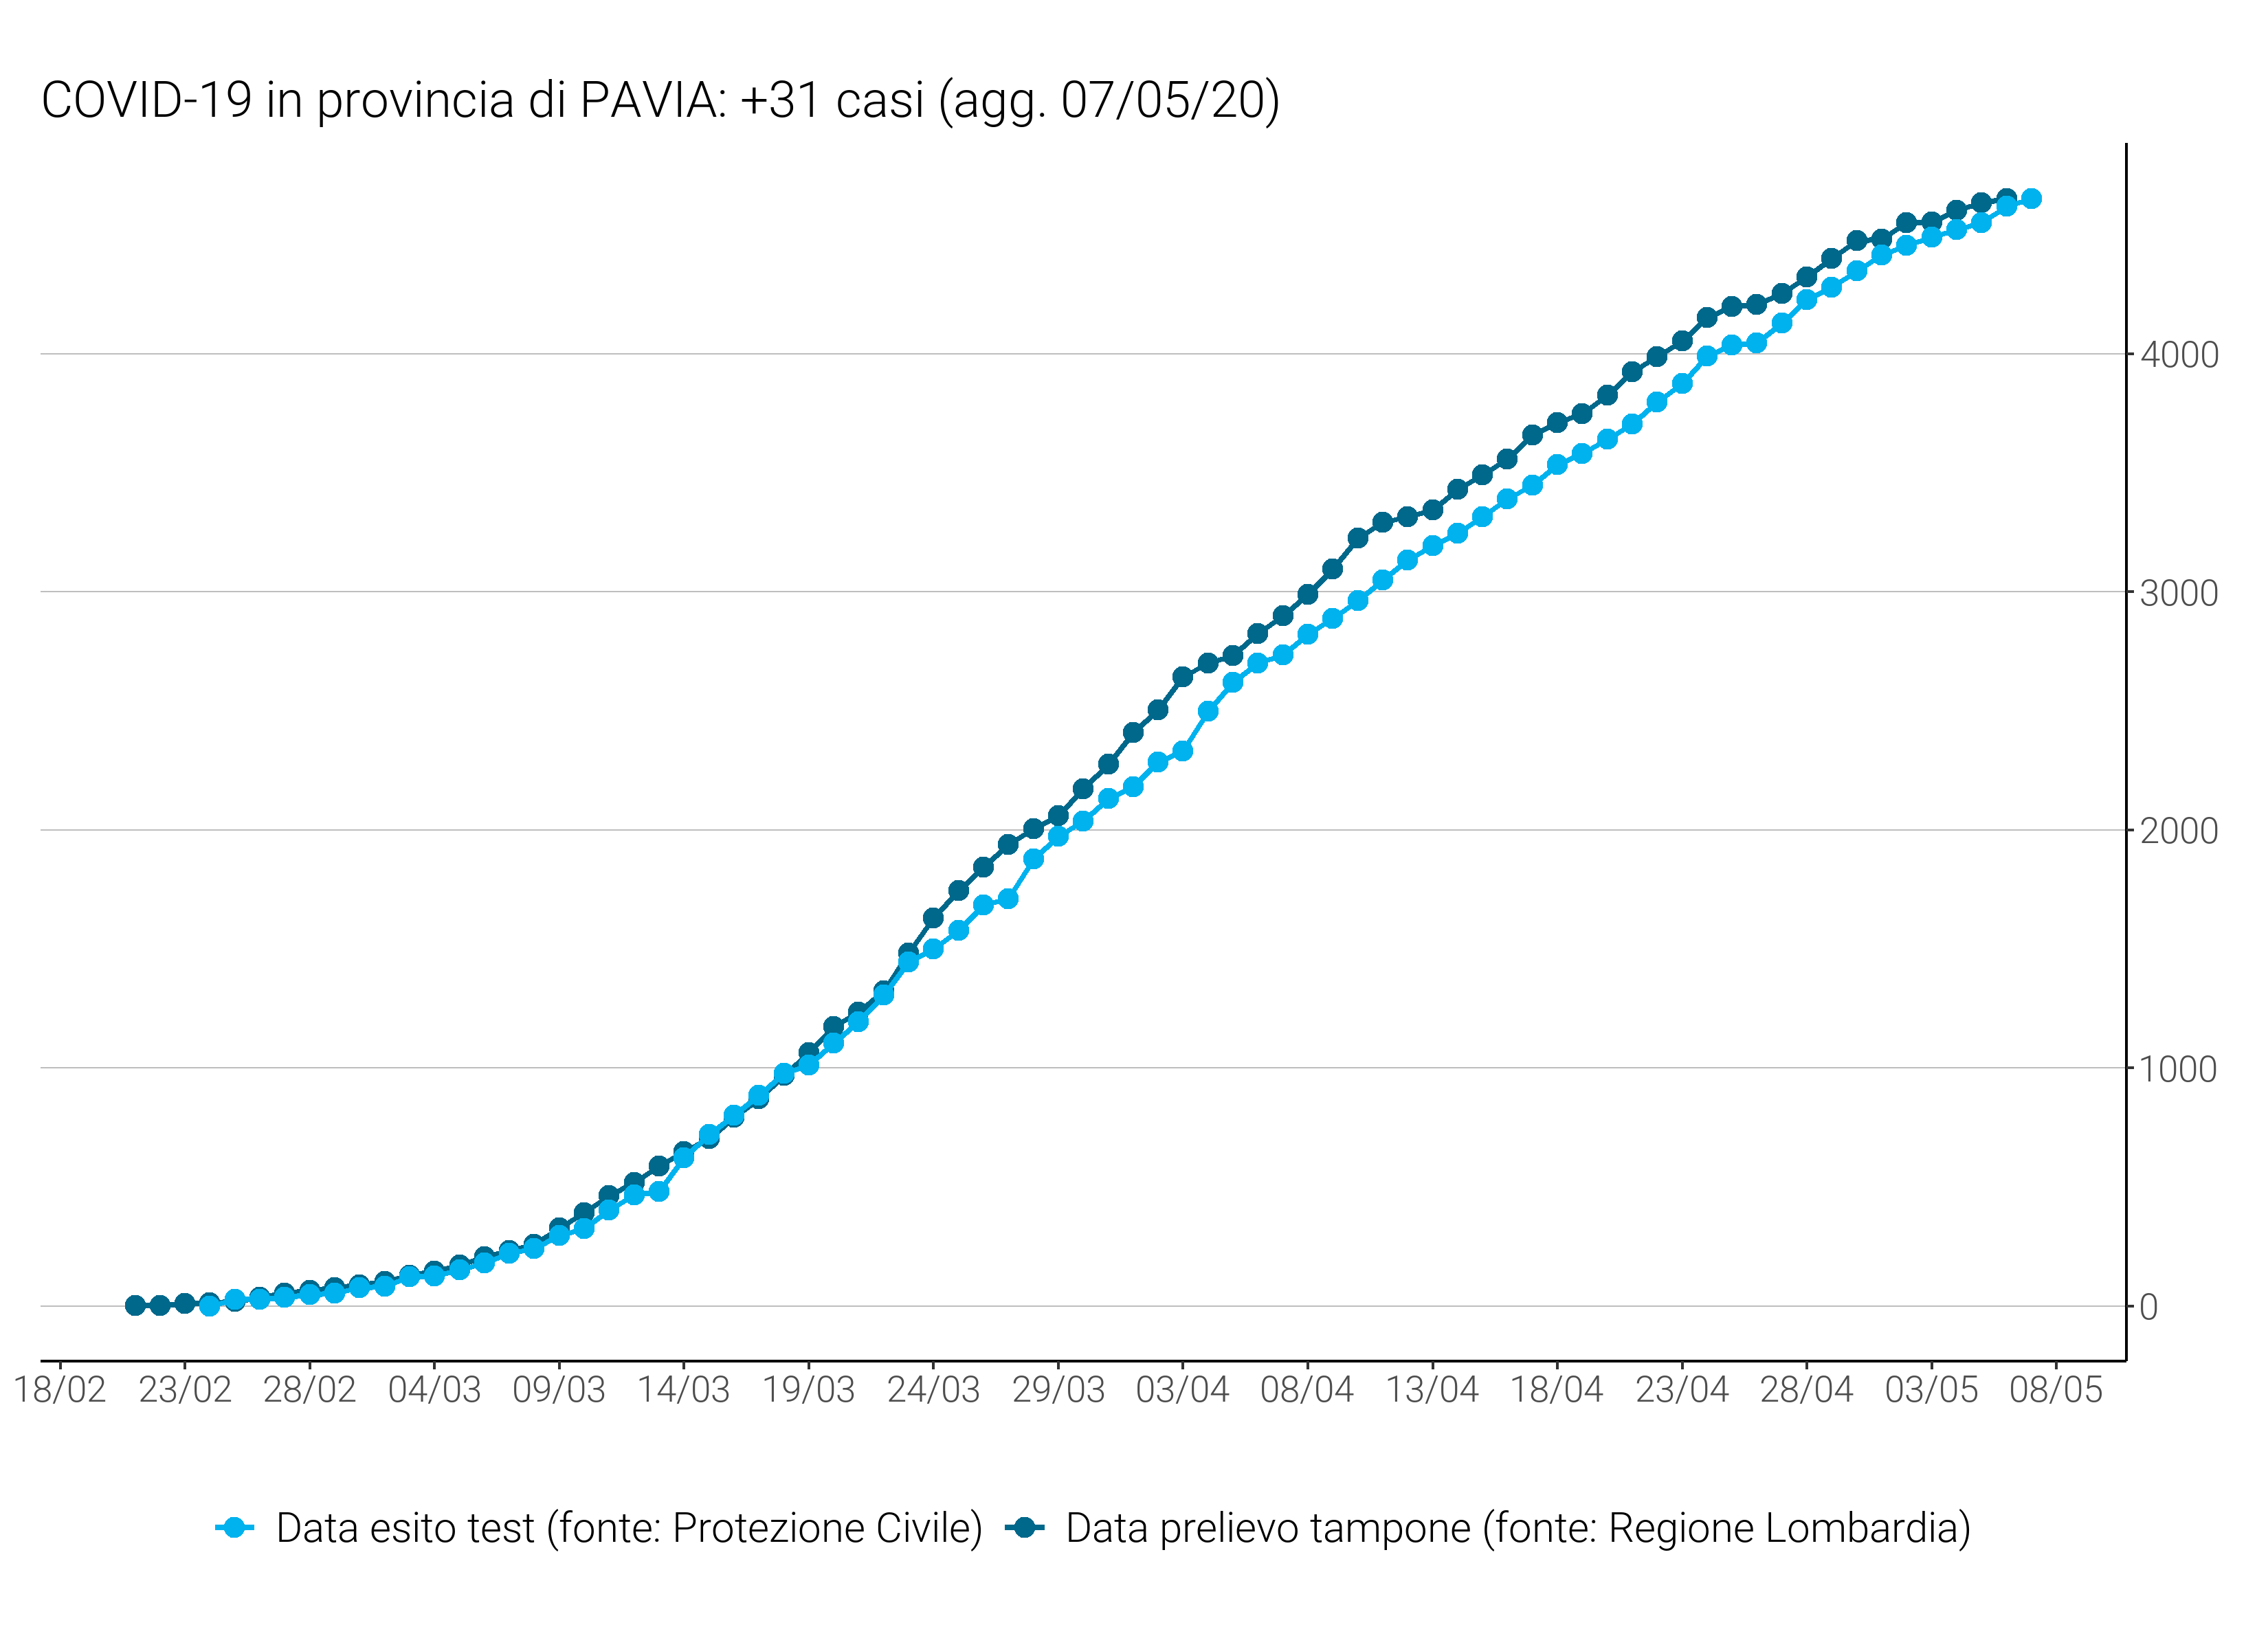 COVID-19 in provincia di PAVIA: +31 casi (agg. 07/05/20)
4000
3000
2000
1000
0
18/02 23/02 28/02 04/03 09/03 14/03 19/03 24/03 29/03 03/04 08/04 13/04 18/04 23/04 28/04 03/05 08/05
Data esito test (fonte: Protezione Civile) Data prelievo tampone (fonte: Regione Lombardia)